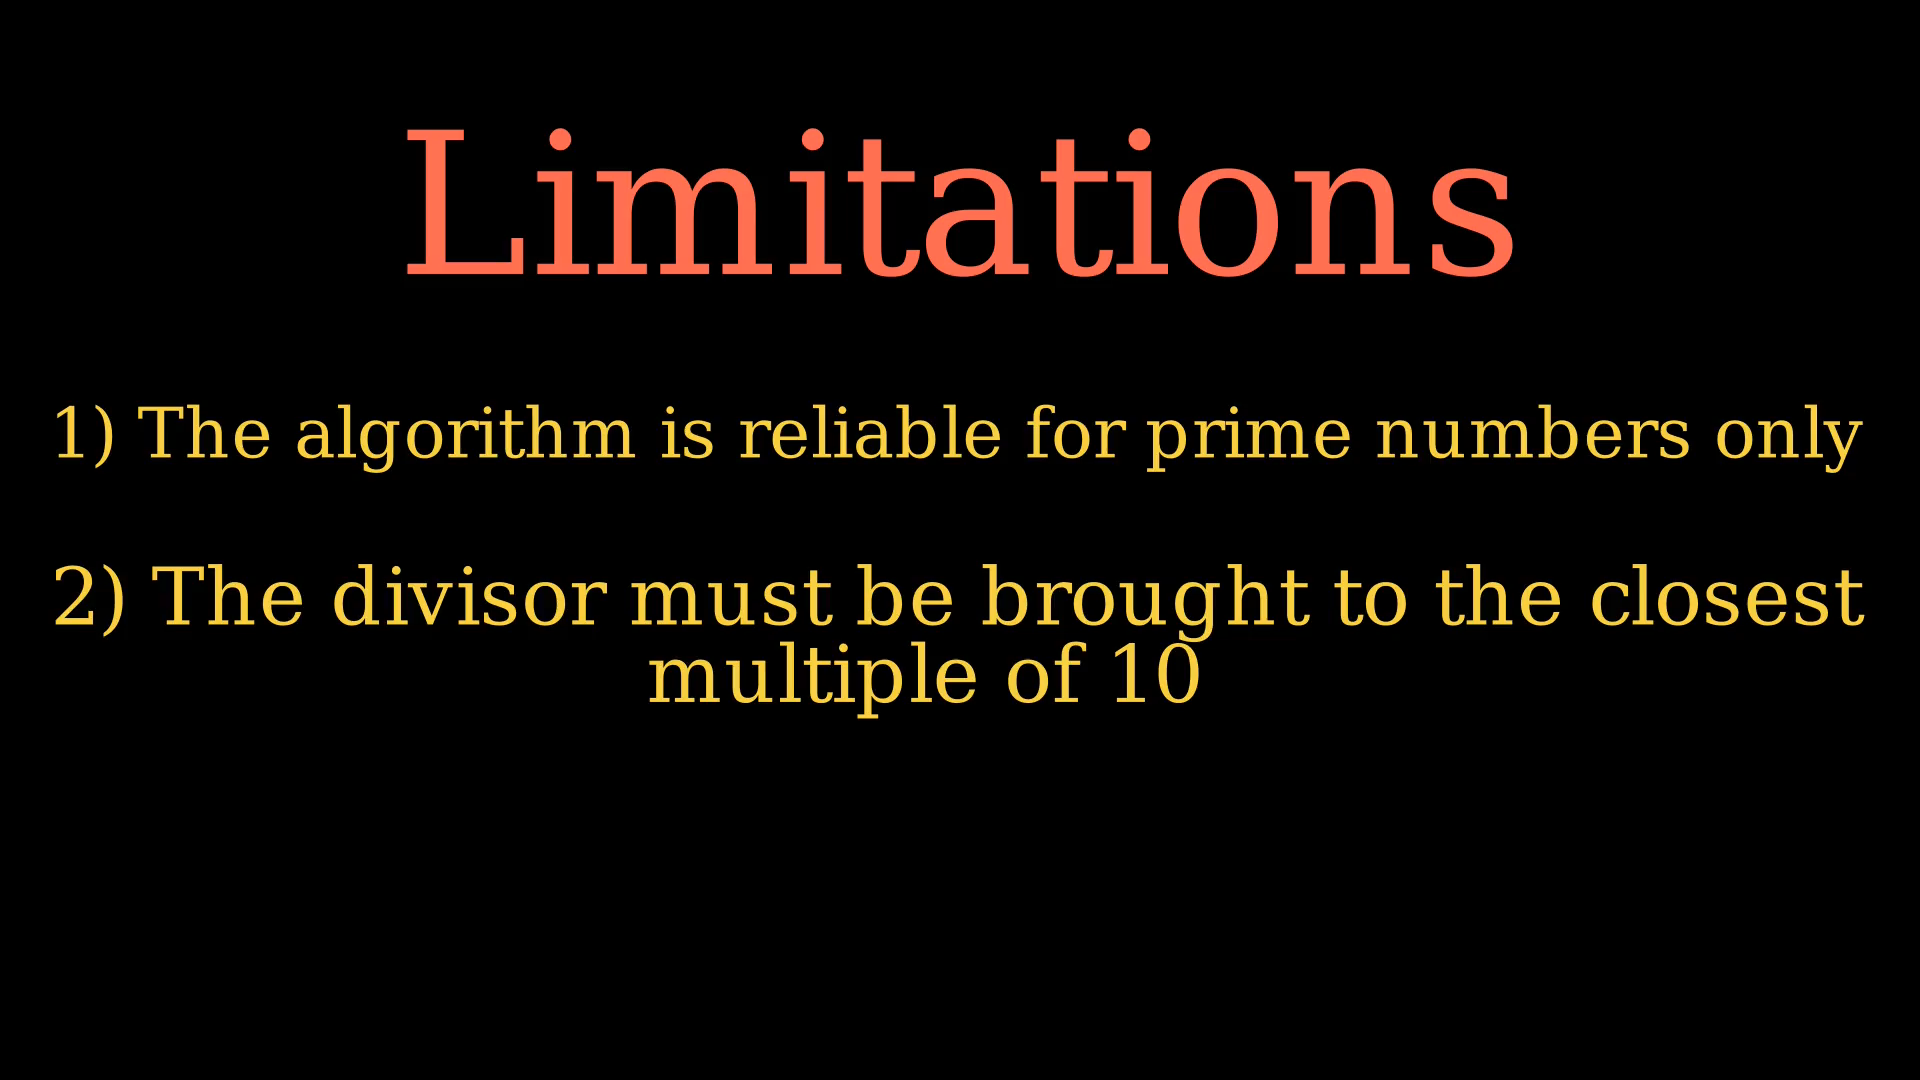 Limitations
1) The algorithm is reliable for prime numbers only
2) The divisor must be brought to the closest
multiple of 10